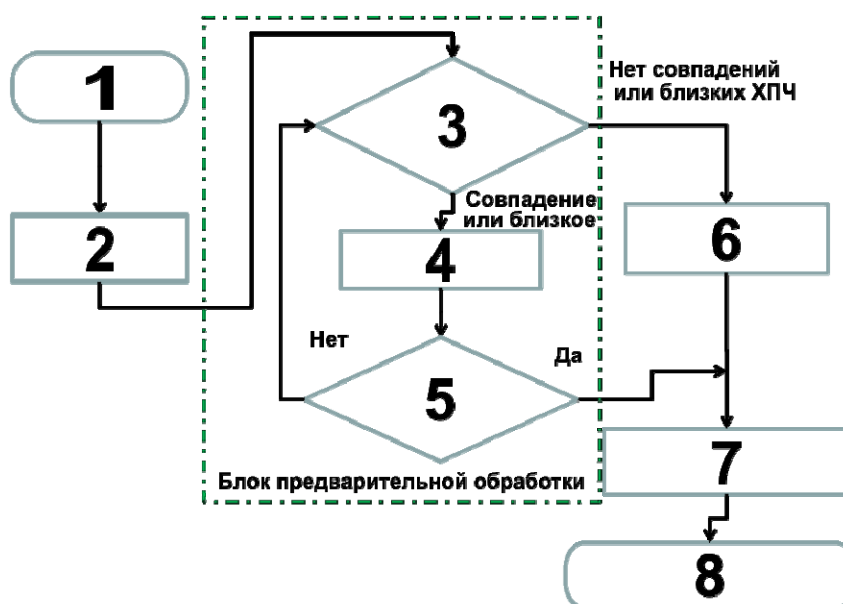 1
2
3
Нет совпадений
или близких ХПЧ
Совпадение
или близкое
4
6
Нет
Да
5
Блок предварительной обработки
7
8